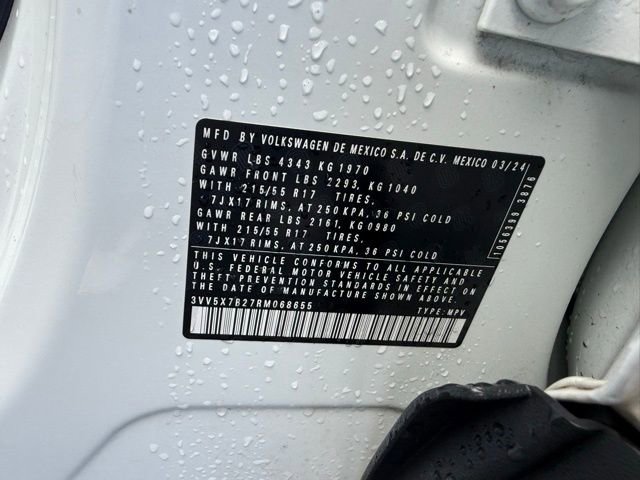 MFD BY VOLKSWAGEN DE MEXICO S.A. DE C.V. MEXICO 03/24
GVWR LBS 4343 KG 1970
GAWR FRONT LBS 2293, KG 1040
WITH 215/55 R17 TIRES,
7JX17 RIMS, AT 250 KPA, 36 PSI COLD
GAWR REAR LBS 2161, KG 0980
WITH 215/55 R17 TIRES,
7JX17 RIMS, AT 250KPA, 36 PSI COLD
THIS VEHICLE CONFORMS TO ALL APPLICABLE
U.S. FEDERAL MOTOR VEHICLE SAFETY AND
THEFT PREVENTION STANDARDS IN EFFECT ON
THE DATE OF MANUFACTURE SHOWN ABOVE.
3VV5X7B27RM068655
TYPE: MPV
1050399 3876